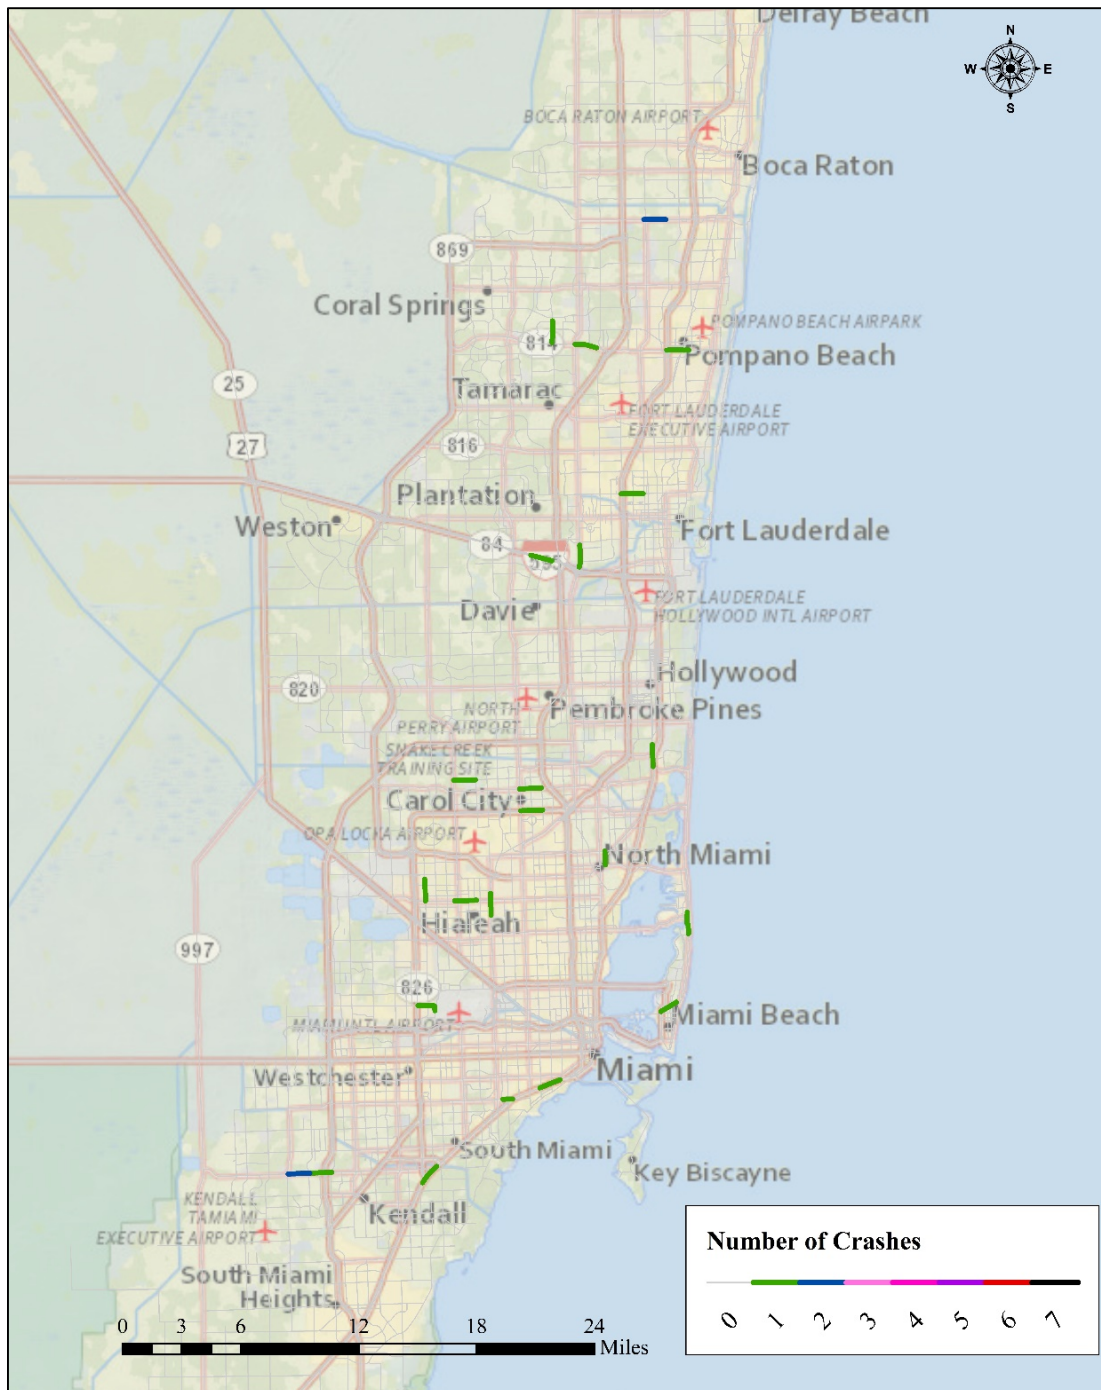 Delray Beach
N
W E
S
BOCA RATON AIRPORT
Boca Raton
869
Coral Springs
POMPANO BEACH AIRPARK
814
Pompano Beach
25
Tamarac
FORT LAUDERDALE
EXECUTIVE AIRPORT
27
816
Plantation
Weston
Fort Lauderdale
84
595
Davie
FORT LAUDERDALE
HOLLYWOOD INTL AIRPORT
Hollywood
820
NORTH
PERRY AIRPORT
Pembroke Pines
SNAKE CREEK
TRAINING SITE
Carol City
OPA LOCKA AIRPORT
North Miami
Hialeah
997
826
MIAMI INTL AIRPORT
Miami Beach
Westchester
Miami
South Miami
Key Biscayne
KENDALL
TAMIAMI
EXECUTIVE AIRPORT
Kendall
South Miami
Heights
Number of Crashes
0 1 2 3 4 5 6 7
0 3 6 12 18 24
Miles